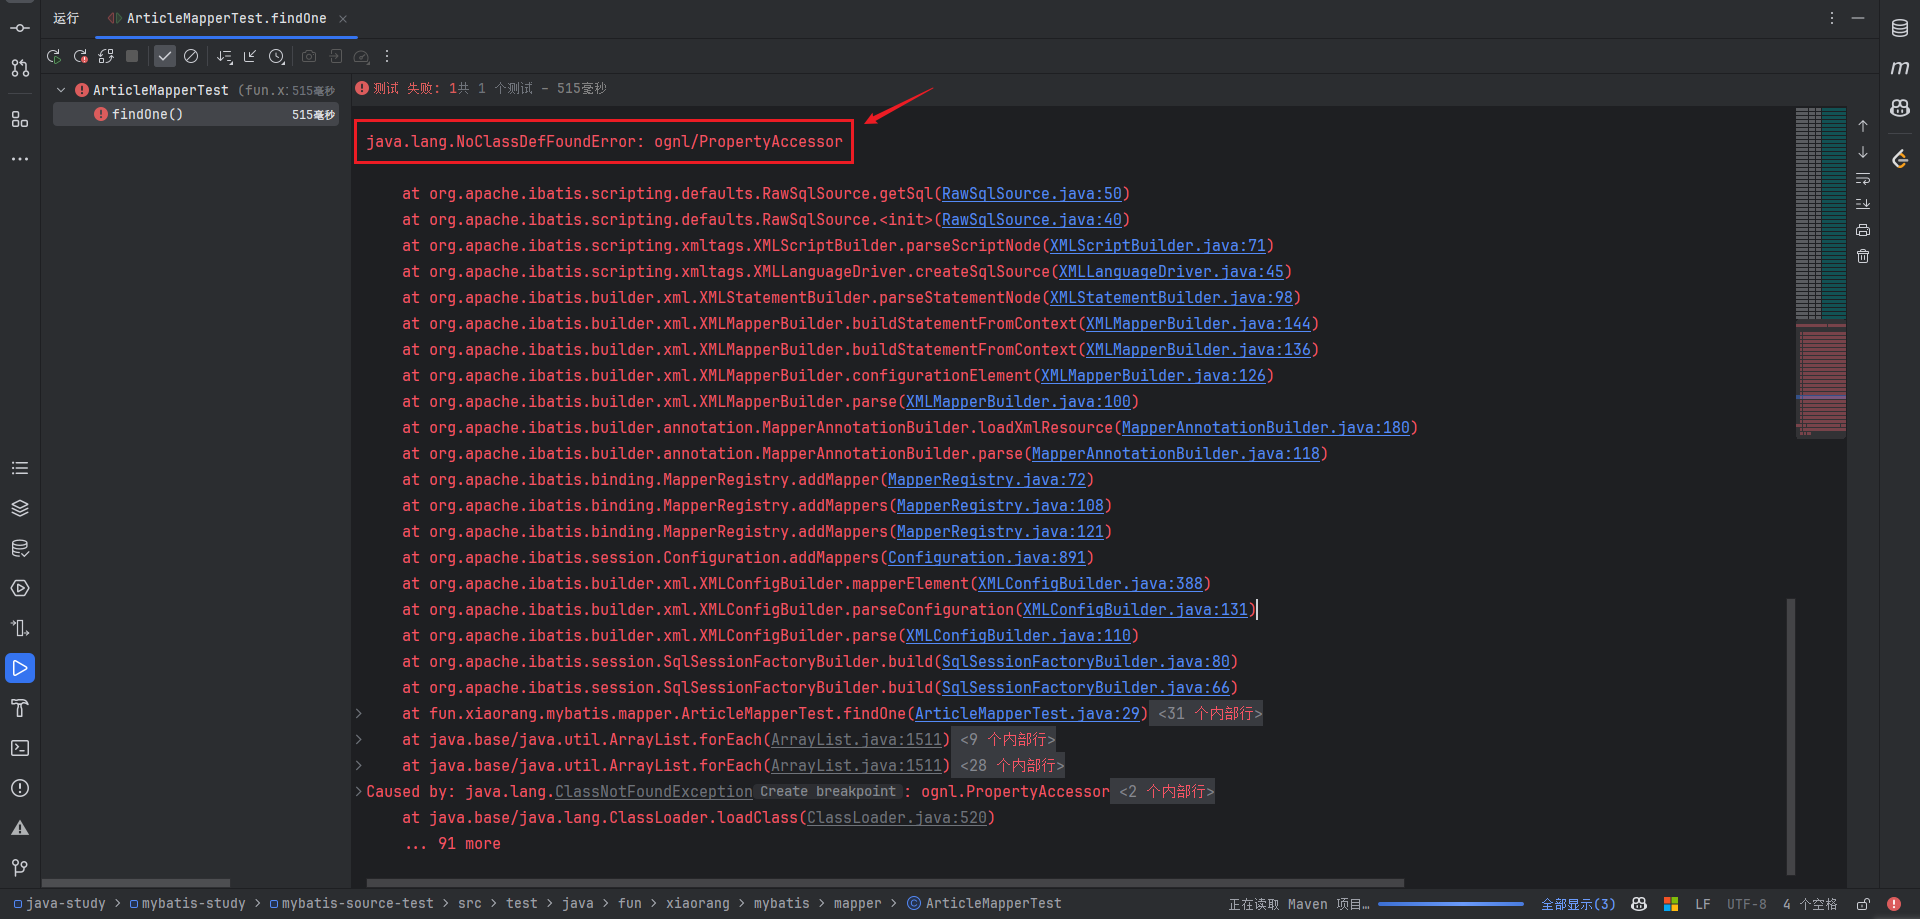 运行 ArticleMapperTest.findOne
ArticleMapperTest (fun.x: 515毫秒
findOne() 515毫秒
测试 失败: 1共 1 个测试 – 515毫秒
java.lang.NoClassDefFoundError: ognl/PropertyAccessor
at org.apache.ibatis.scripting.defaults.RawSqlSource.getSql(RawSqlSource.java:50)
at org.apache.ibatis.scripting.defaults.RawSqlSource.<init>(RawSqlSource.java:40)
at org.apache.ibatis.scripting.xmltags.XMLScriptBuilder.parseScriptNode(XMLScriptBuilder.java:71)
at org.apache.ibatis.scripting.xmltags.XMLLanguageDriver.createSqlSource(XMLLanguageDriver.java:45)
at org.apache.ibatis.builder.xml.XMLStatementBuilder.parseStatementNode(XMLStatementBuilder.java:98)
at org.apache.ibatis.builder.xml.XMLMapperBuilder.buildStatementFromContext(XMLMapperBuilder.java:144)
at org.apache.ibatis.builder.xml.XMLMapperBuilder.buildStatementFromContext(XMLMapperBuilder.java:136)
at org.apache.ibatis.builder.xml.XMLMapperBuilder.configurationElement(XMLMapperBuilder.java:126)
at org.apache.ibatis.builder.xml.XMLMapperBuilder.parse(XMLMapperBuilder.java:100)
at org.apache.ibatis.builder.annotation.MapperAnnotationBuilder.loadXmlResource(MapperAnnotationBuilder.java:180)
at org.apache.ibatis.builder.annotation.MapperAnnotationBuilder.parse(MapperAnnotationBuilder.java:118)
at org.apache.ibatis.binding.MapperRegistry.addMapper(MapperRegistry.java:72)
at org.apache.ibatis.binding.MapperRegistry.addMappers(MapperRegistry.java:108)
at org.apache.ibatis.binding.MapperRegistry.addMappers(MapperRegistry.java:121)
at org.apache.ibatis.session.Configuration.addMappers(Configuration.java:891)
at org.apache.ibatis.builder.xml.XMLConfigBuilder.mapperElement(XMLConfigBuilder.java:388)
at org.apache.ibatis.builder.xml.XMLConfigBuilder.parseConfiguration(XMLConfigBuilder.java:131)
at org.apache.ibatis.builder.xml.XMLConfigBuilder.parse(XMLConfigBuilder.java:110)
at org.apache.ibatis.session.SqlSessionFactoryBuilder.build(SqlSessionFactoryBuilder.java:80)
at org.apache.ibatis.session.SqlSessionFactoryBuilder.build(SqlSessionFactoryBuilder.java:66)
at fun.xiaorang.mybatis.mapper.ArticleMapperTest.findOne(ArticleMapperTest.java:29) <31 个内部行>
at java.base/java.util.ArrayList.forEach(ArrayList.java:1511) <9 个内部行>
at java.base/java.util.ArrayList.forEach(ArrayList.java:1511) <28 个内部行>
Caused by: java.lang.ClassNotFoundException Create breakpoint : ognl.PropertyAccessor <2 个内部行>
at java.base/java.lang.ClassLoader.loadClass(ClassLoader.java:520)
... 91 more
java-study > mybatis-study > mybatis-source-test > src > test > java > fun > xiaorang > mybatis > mapper > ArticleMapperTest 正在读取 Maven 项目… 全部显示(3) LF UTF-8 4 个空格